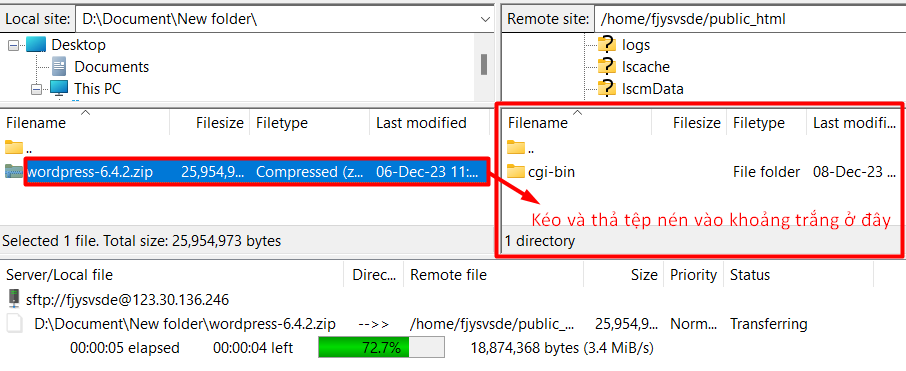 Local site: D:\Document\New folder\
Remote site: /home/fjysvsde/public_html
Desktop
Documents
This PC
logs
lscache
lscmData
Filename Filesize Filetype Last modified
..
wordpress-6.4.2.zip 25,954,9... Compressed (z... 06-Dec-23 11:...
Selected 1 file. Total size: 25,954,973 bytes
Filename Filesize Filetype Last modifi...
..
cgi-bin File folder 08-Dec-23 ...
Kéo và thả tệp nén vào khoảng trắng ở đây
1 directory
Server/Local file Direc... Remote file Size Priority Status
sftp://fjysvsde@123.30.136.246
D:\Document\New folder\wordpress-6.4.2.zip -->> /home/fjysvsde/public_... 25,954,9... Norm... Transferring
00:00:05 elapsed 00:00:04 left 72.7% 18,874,368 bytes (3.4 MiB/s)